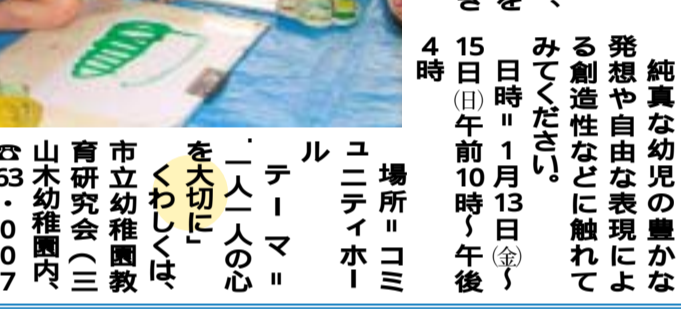 、
を
純真な幼児の豊かな
発想や自由な表現によ
る創造性などに触れて
みてください。
日時＝1月13日㈮～
15日㈰午前10時～午後
4時
場所＝コミ
ュニティホー
ル
テーマ＝
「一人一人の心
を大切に」
くわしくは、
市立幼稚園教
育研究会（三
山木幼稚園内、
☎63・007